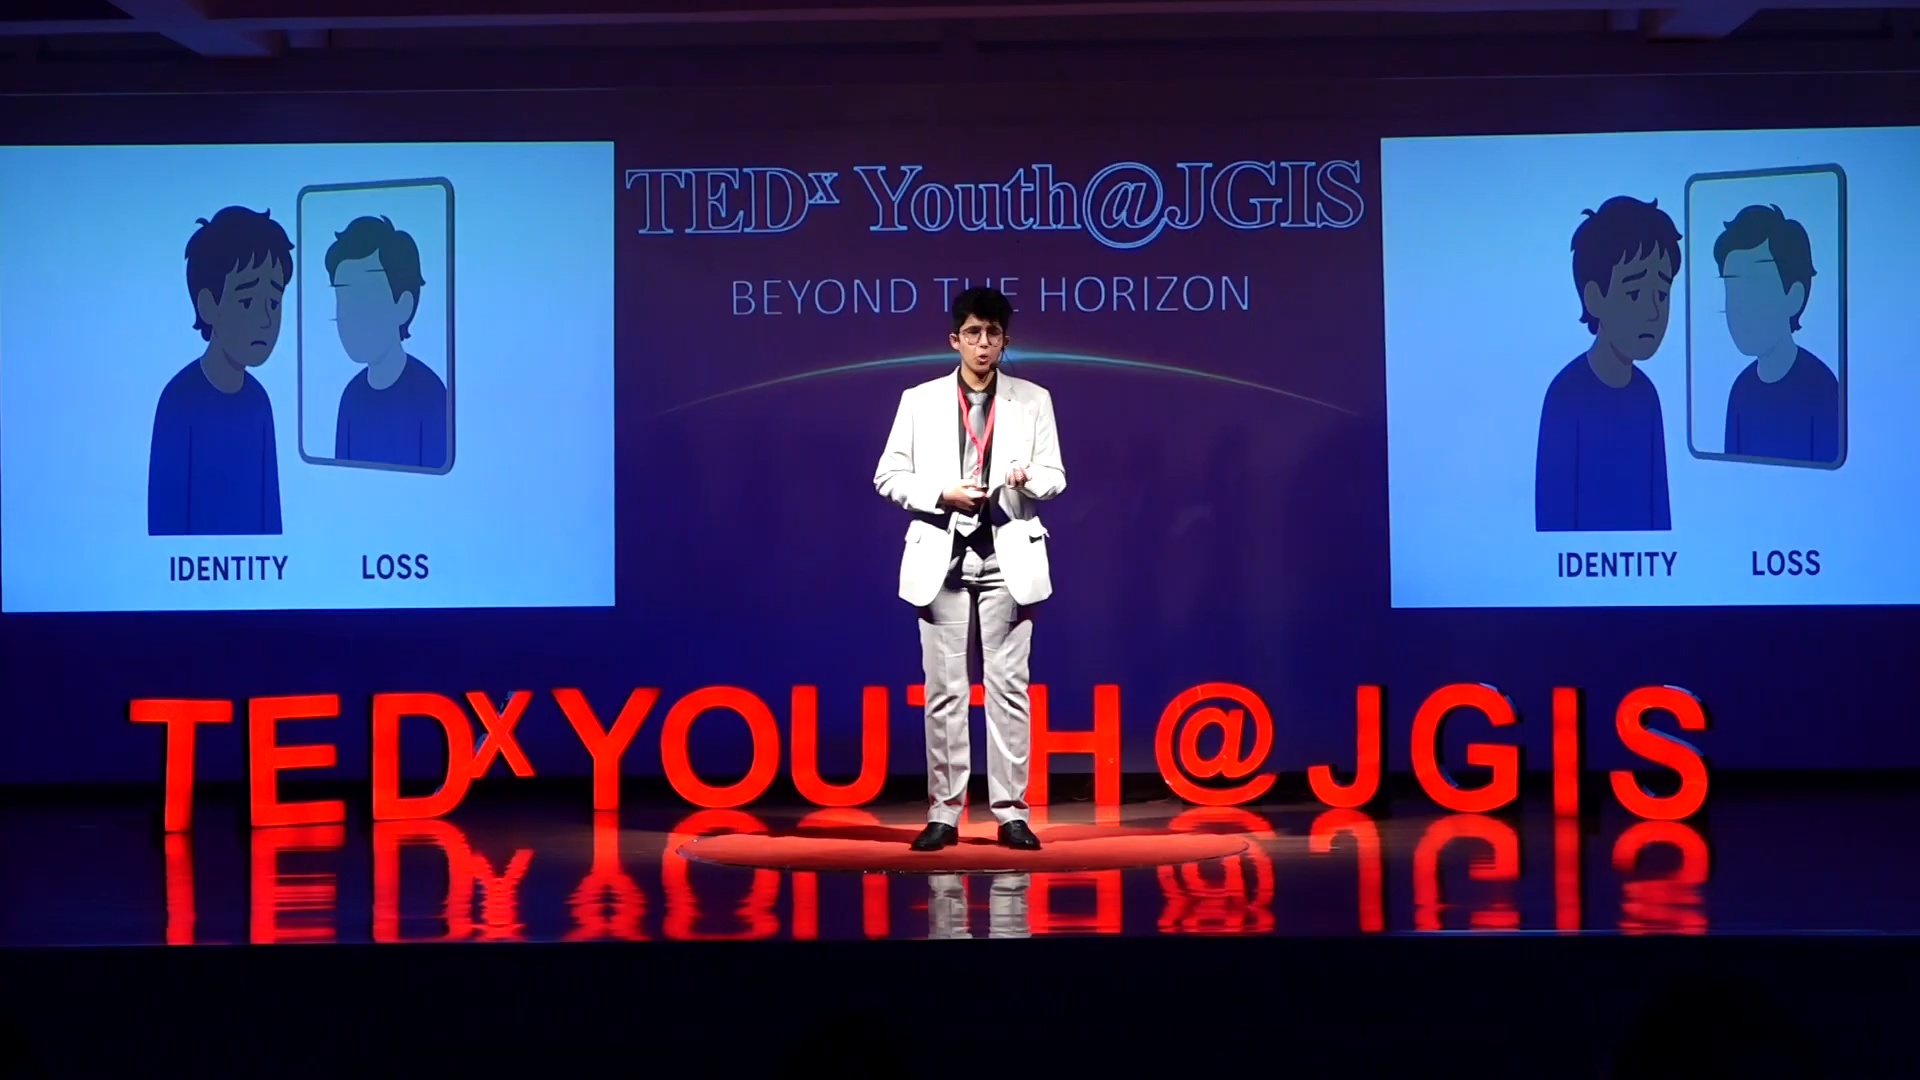 TEDx Youth@JGIS
BEYOND THE HORIZON
IDENTITY LOSS
IDENTITY LOSS
TEDxYOUTH@JGIS